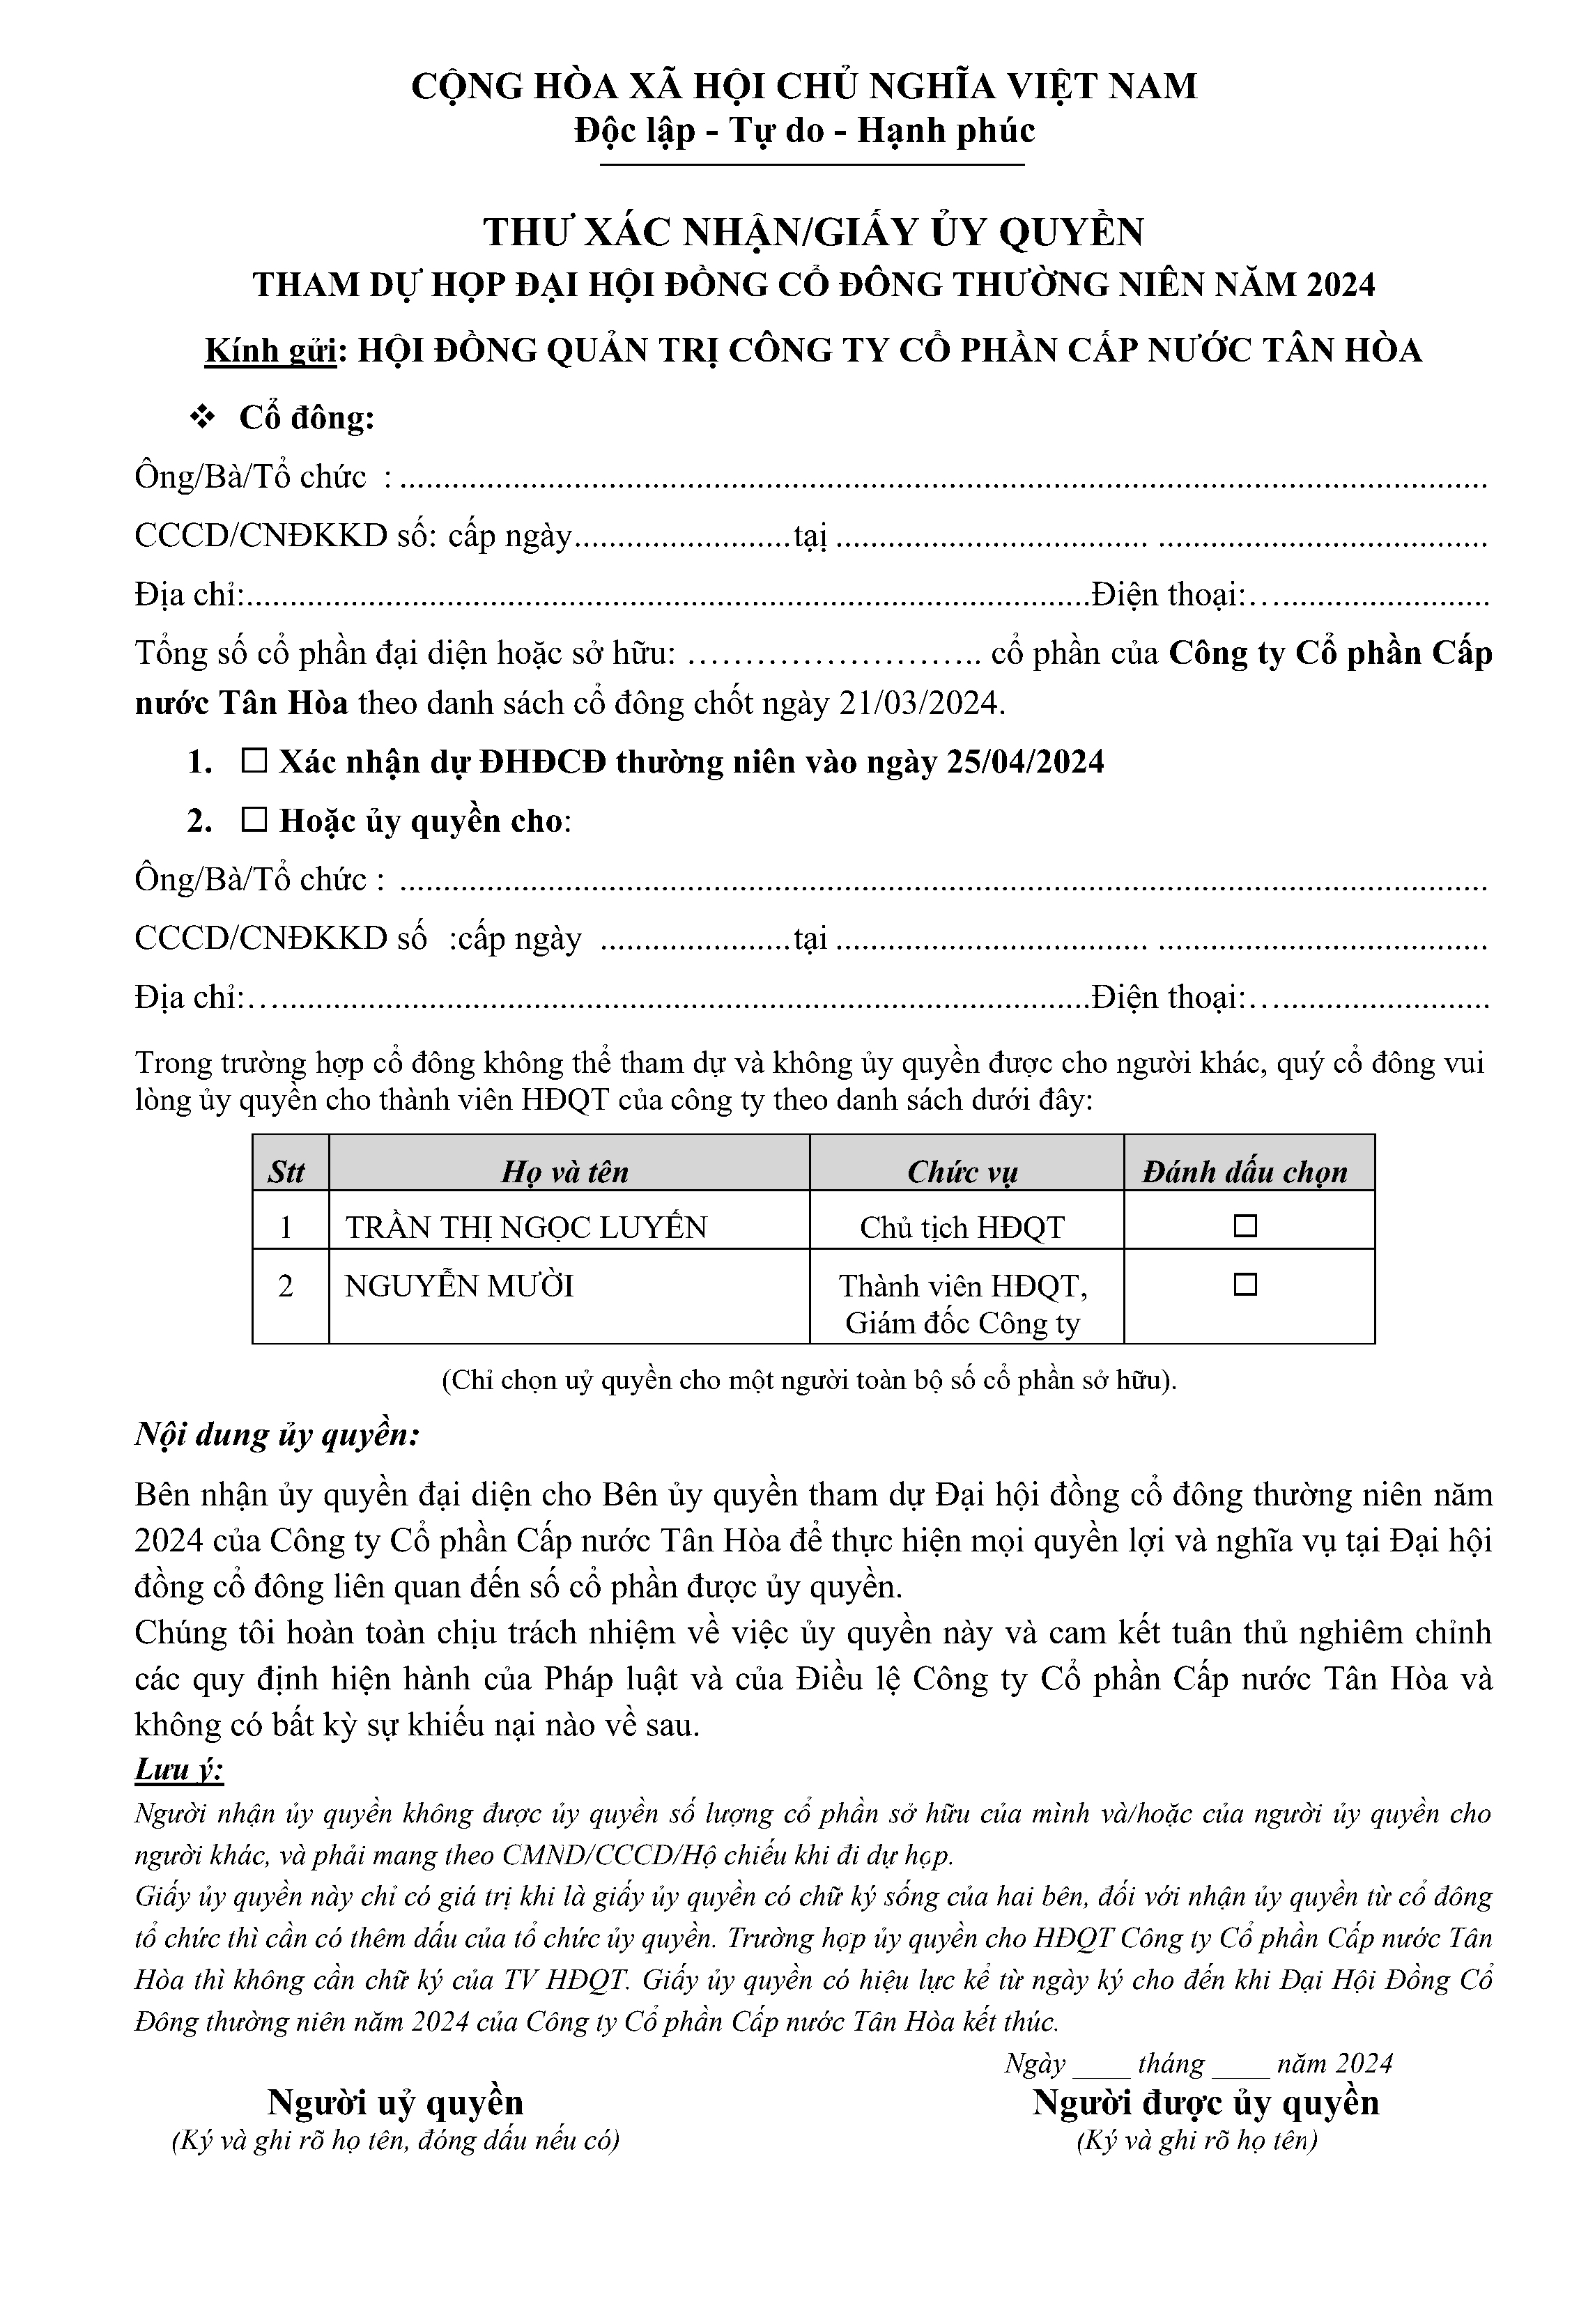 CỘNG HÒA XÃ HỘI CHỦ NGHĨA VIỆT NAM
Độc lập - Tự do - Hạnh phúc
THƯ XÁC NHẬN/GIẤY ỦY QUYỀN
THAM DỰ HỌP ĐẠI HỘI ĐỒNG CỔ ĐÔNG THƯỜNG NIÊN NĂM 2024
Kính gửi: HỘI ĐỒNG QUẢN TRỊ CÔNG TY CỔ PHẦN CẤP NƯỚC TÂN HÒA
❖ Cổ đông:
Ông/Bà/Tổ chức : ........................................................................................................................
CCCD/CNĐKKD số: cấp ngày.........................tại .................................... ......................................
Địa chỉ:.................................................................................................Điện thoại:…........................
Tổng số cổ phần đại diện hoặc sở hữu: …………………….. cổ phần của Công ty Cổ phần Cấp
nước Tân Hòa theo danh sách cổ đông chốt ngày 21/03/2024.
1. ☐ Xác nhận dự ĐHĐCĐ thường niên vào ngày 25/04/2024
2. ☐ Hoặc ủy quyền cho:
Ông/Bà/Tổ chức : ........................................................................................................................
CCCD/CNĐKKD số :cấp ngày ......................tại .................................... ......................................
Địa chỉ:….............................................................................................Điện thoại:…........................
Trong trường hợp cổ đông không thể tham dự và không ủy quyền được cho người khác, quý cổ đông vui
lòng ủy quyền cho thành viên HĐQT của công ty theo danh sách dưới đây:
Stt Họ và tên Chức vụ Đánh dấu chọn
1 TRẦN THỊ NGỌC LUYẾN Chủ tịch HĐQT ☐
2 NGUYỄN MƯỜI Thành viên HĐQT, ☐
Giám đốc Công ty
(Chỉ chọn uỷ quyền cho một người toàn bộ số cổ phần sở hữu).
Nội dung ủy quyền:
Bên nhận ủy quyền đại diện cho Bên ủy quyền tham dự Đại hội đồng cổ đông thường niên năm
2024 của Công ty Cổ phần Cấp nước Tân Hòa để thực hiện mọi quyền lợi và nghĩa vụ tại Đại hội
đồng cổ đông liên quan đến số cổ phần được ủy quyền.
Chúng tôi hoàn toàn chịu trách nhiệm về việc ủy quyền này và cam kết tuân thủ nghiêm chỉnh
các quy định hiện hành của Pháp luật và của Điều lệ Công ty Cổ phần Cấp nước Tân Hòa và
không có bất kỳ sự khiếu nại nào về sau.
Lưu ý:
Người nhận ủy quyền không được ủy quyền số lượng cổ phần sở hữu của mình và/hoặc của người ủy quyền cho
người khác, và phải mang theo CMND/CCCD/Hộ chiếu khi đi dự họp.
Giấy ủy quyền này chỉ có giá trị khi là giấy ủy quyền có chữ ký sống của hai bên, đối với nhận ủy quyền từ cổ đông
tổ chức thì cần có thêm dấu của tổ chức ủy quyền. Trường hợp ủy quyền cho HĐQT Công ty Cổ phần Cấp nước Tân
Hòa thì không cần chữ ký của TV HĐQT. Giấy ủy quyền có hiệu lực kể từ ngày ký cho đến khi Đại Hội Đồng Cổ
Đông thường niên năm 2024 của Công ty Cổ phần Cấp nước Tân Hòa kết thúc.
Ngày ____ tháng ____ năm 2024
Người uỷ quyền Người được ủy quyền
(Ký và ghi rõ họ tên, đóng dấu nếu có) (Ký và ghi rõ họ tên)